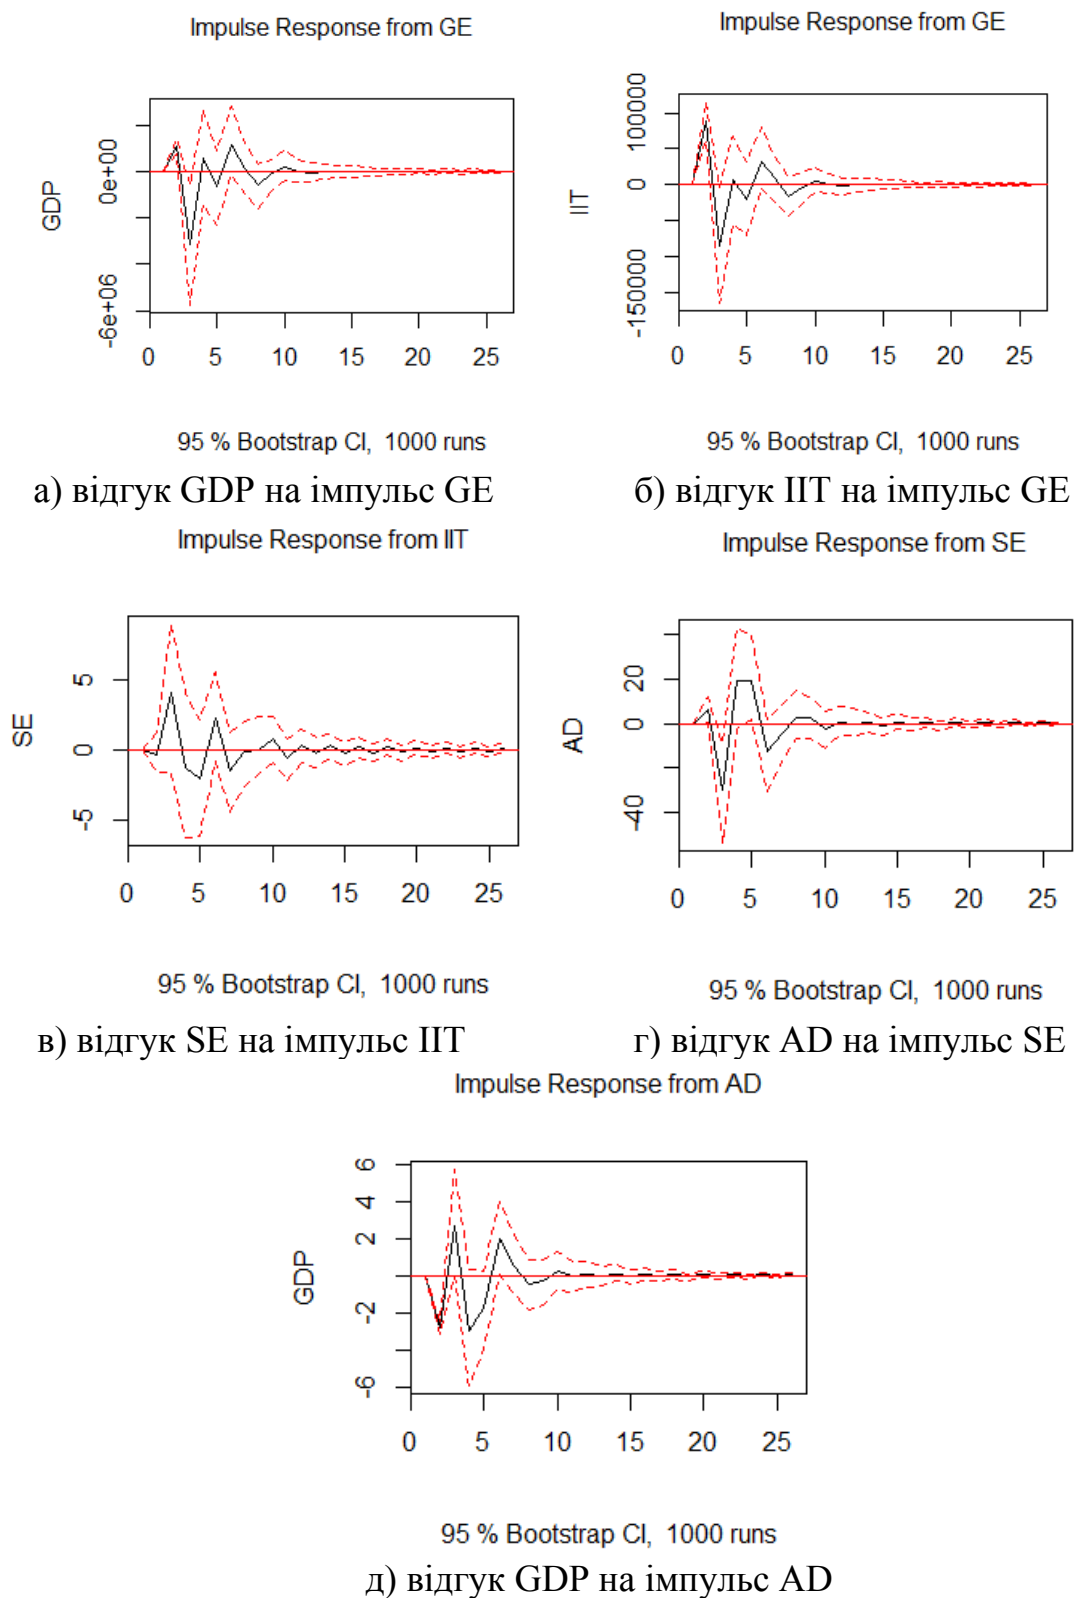 Impulse Response from GE
GDP
0e+00
-6e+06
0 5 10 15 20 25
95 % Bootstrap CI, 1000 runs
а) відгук GDP на імпульс GE
Impulse Response from GE
IIT
100000
0
-150000
0 5 10 15 20 25
95 % Bootstrap CI, 1000 runs
б) відгук IIT на імпульс GE
Impulse Response from IIT
SE
5
0
-5
0 5 10 15 20 25
95 % Bootstrap CI, 1000 runs
в) відгук SE на імпульс IIT
Impulse Response from SE
AD
20
0
-40
0 5 10 15 20 25
95 % Bootstrap CI, 1000 runs
г) відгук AD на імпульс SE
Impulse Response from AD
GDP
6
4
2
-2
-6
0 5 10 15 20 25
95 % Bootstrap CI, 1000 runs
д) відгук GDP на імпульс AD